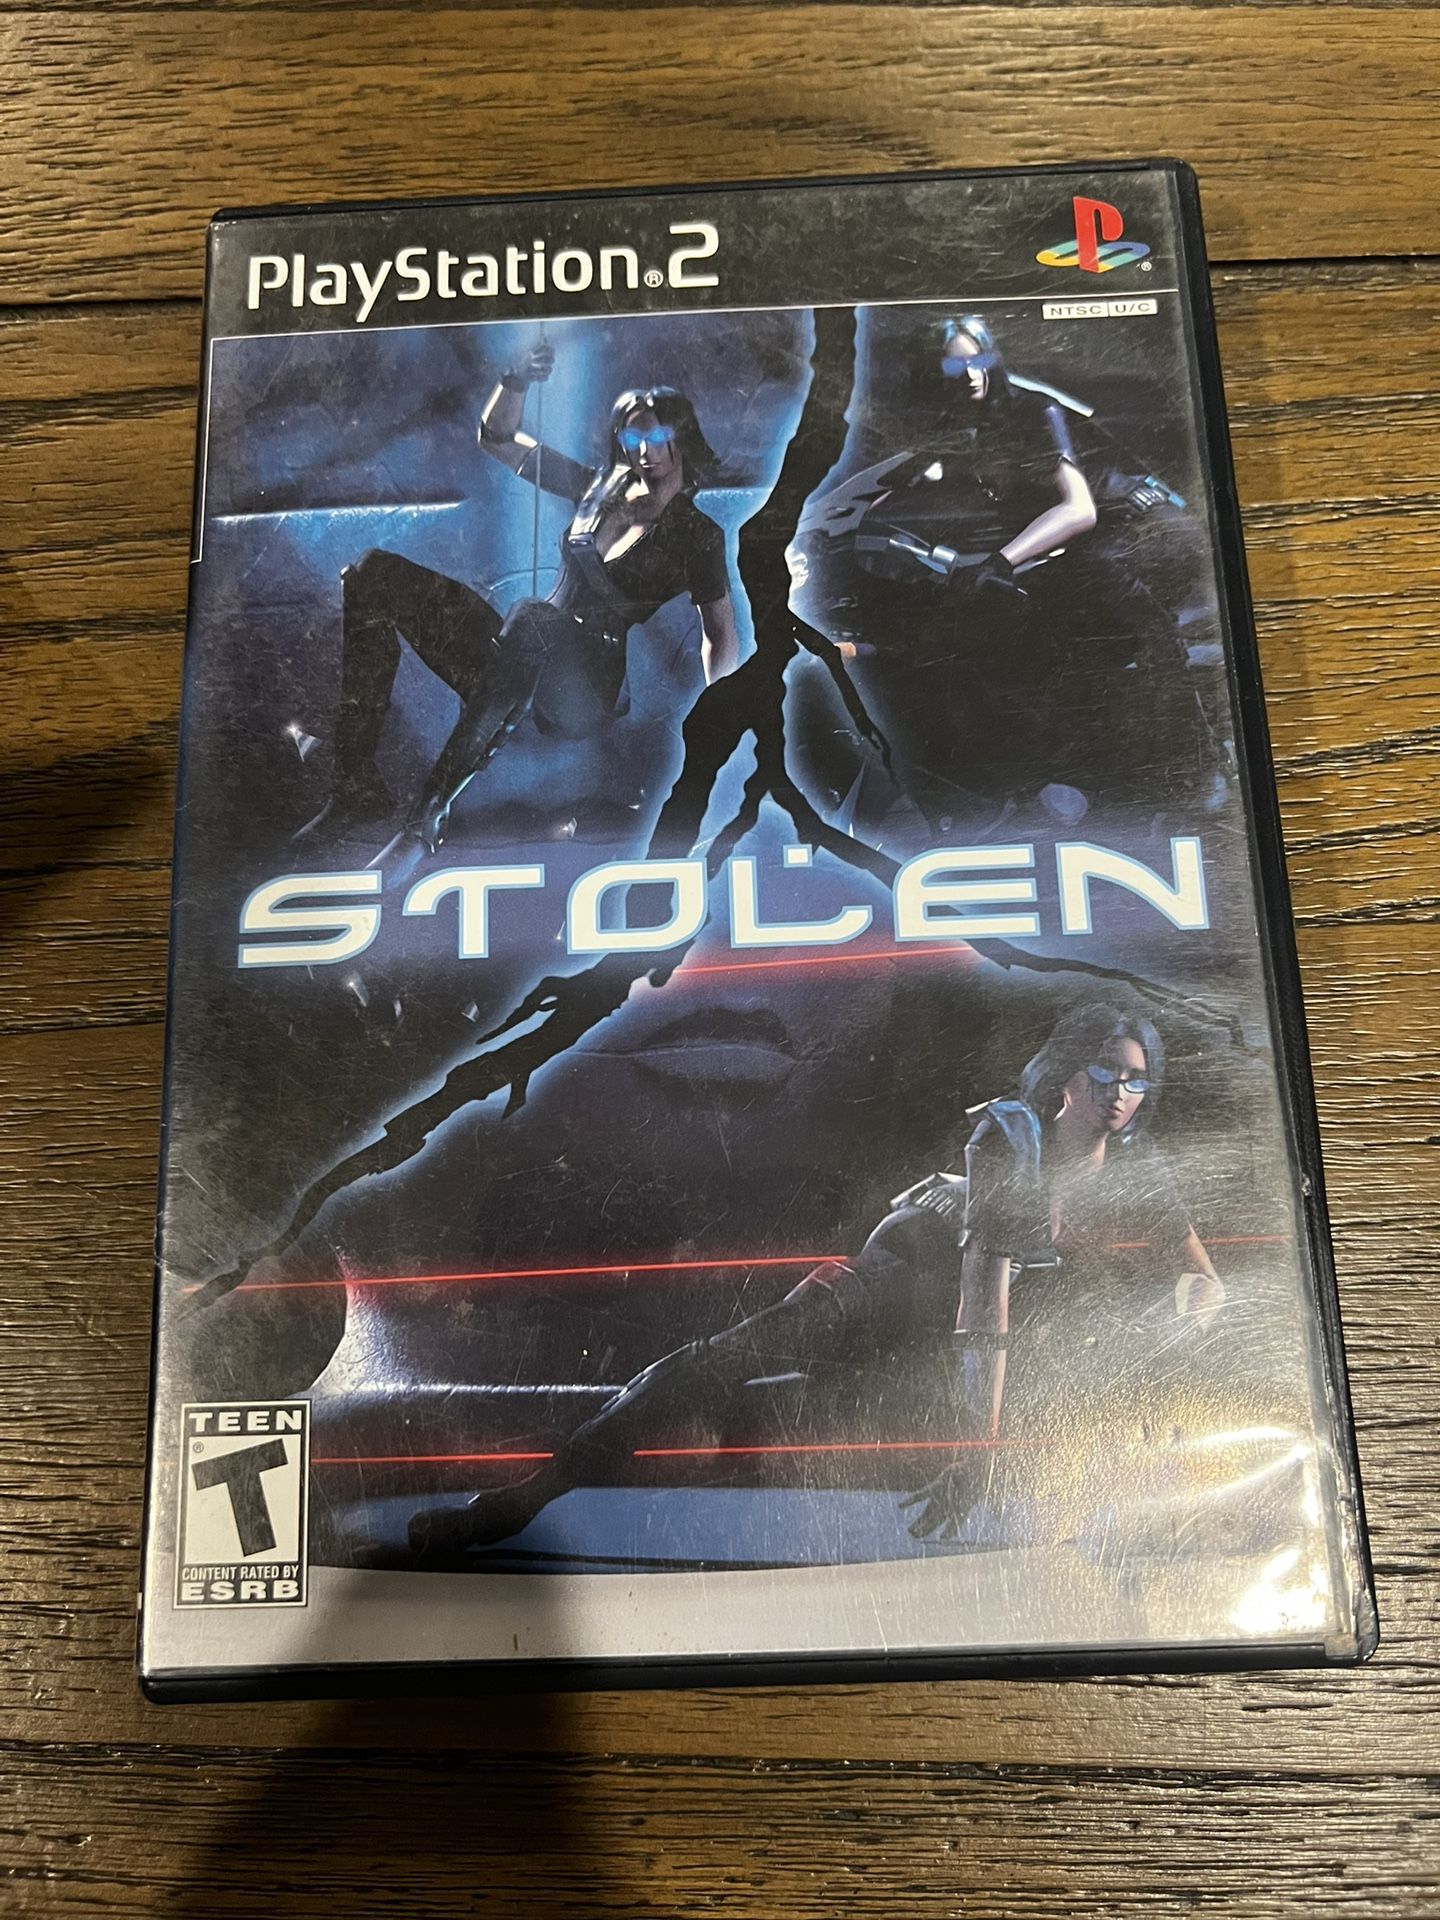 PlayStation®2
NTSC U/C
STOLEN
TEEN
T
CONTENT RATED BY
ESRB